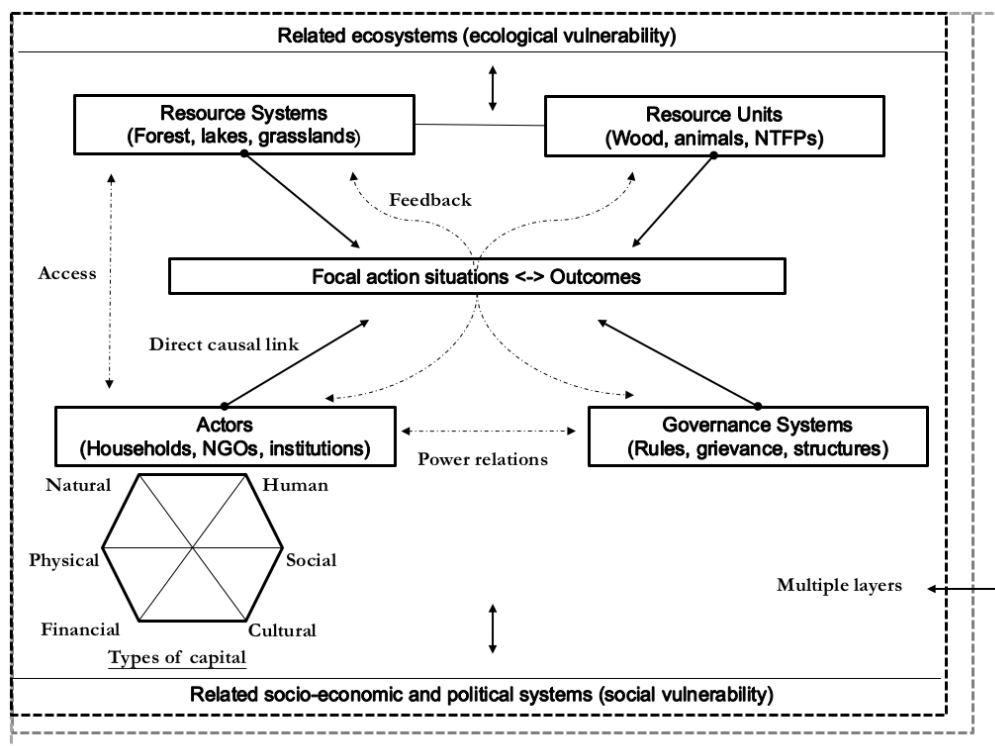 Related ecosystems (ecological vulnerability)
Resource Systems
(Forest, lakes, grasslands)
Resource Units
(Wood, animals, NTFPs)
Feedback
Access
Focal action situations <-> Outcomes
Direct causal link
Actors
(Households, NGOs, institutions)
Governance Systems
(Rules, grievance, structures)
Power relations
Natural
Human
Physical
Social
Multiple layers
Financial
Cultural
Types of capital
Related socio-economic and political systems (social vulnerability)